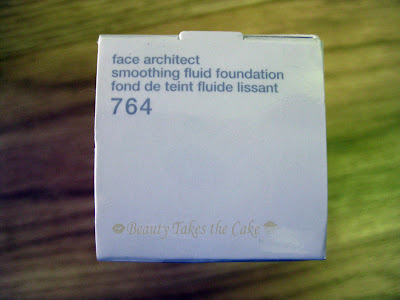 face architect
smoothing fluid foundation
fond de teint fluide lissant
764
Beauty Takes the Cake